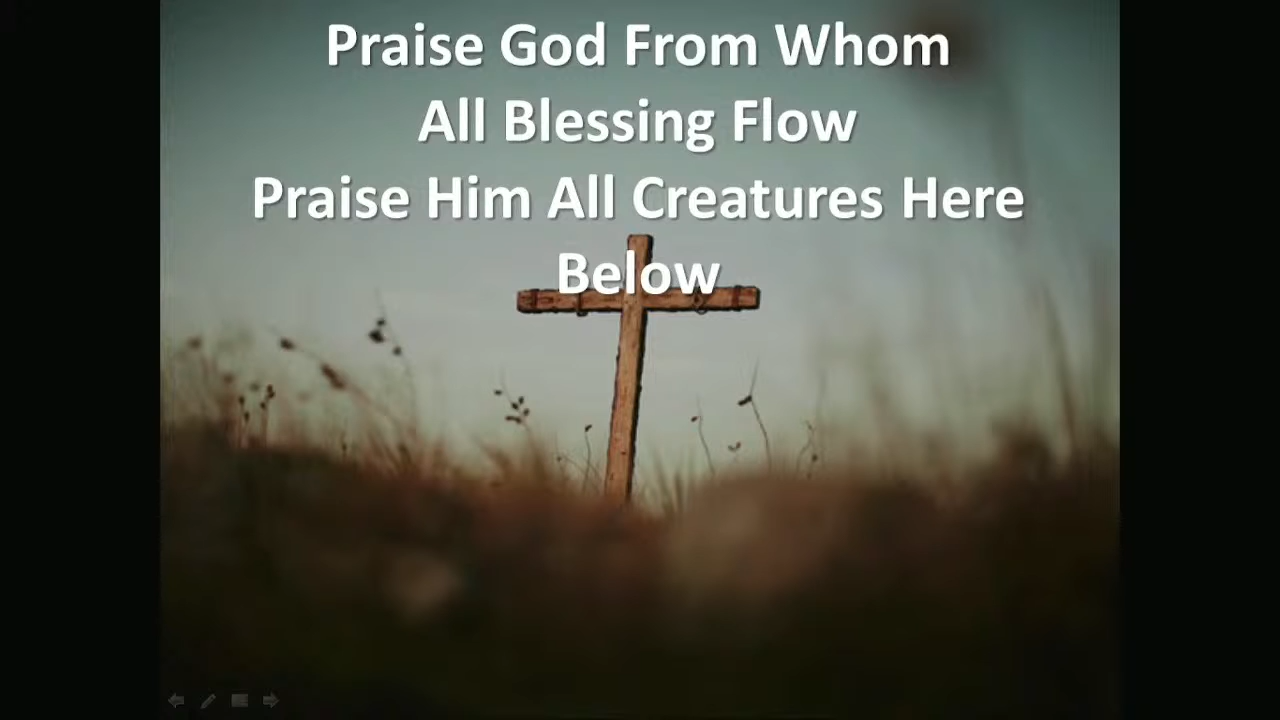 Praise God From Whom
All Blessing Flow
Praise Him All Creatures Here
Below